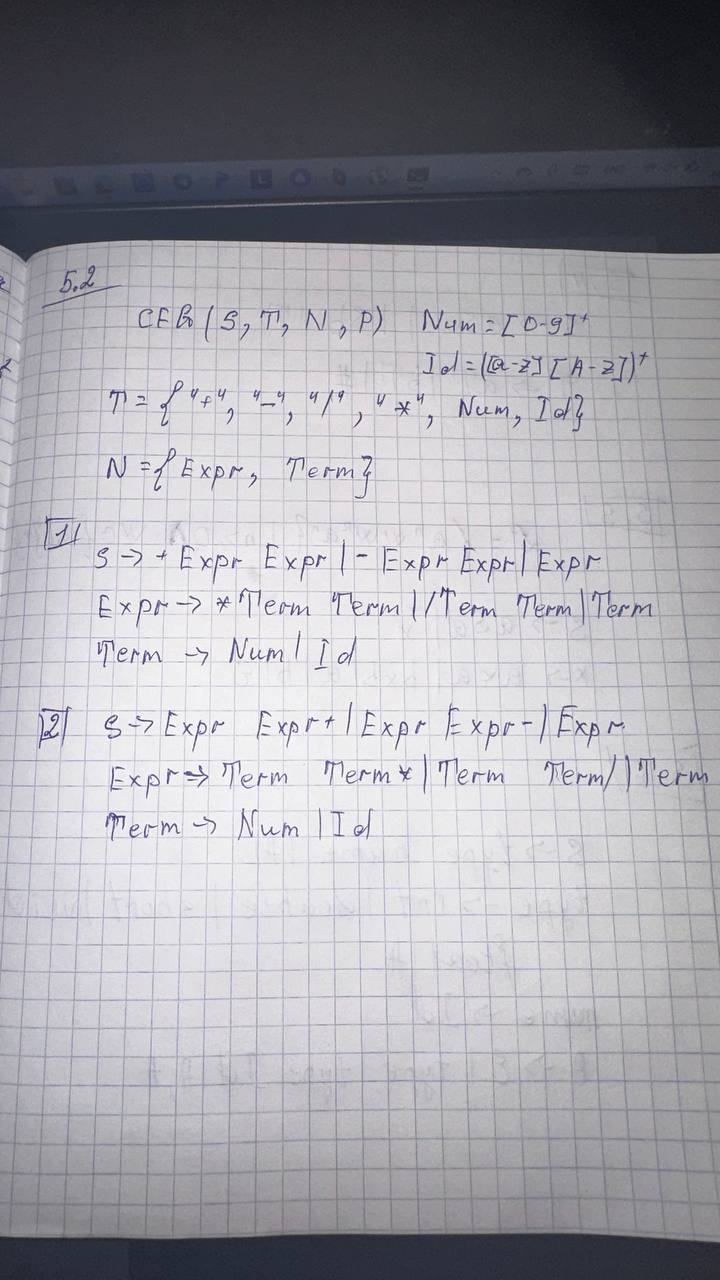 5.2
CFG (S, T, N, P) Num = [0-9]⁺
Id = ([a-z] [A-Z])⁺
T = { "+", "-", "/", "*", Num, Id}
N = { Expr, Term}
1
S → + Expr Expr | - Expr Expr | Expr
Expr → * Term Term | / Term Term | Term
Term → Num | Id
2 S → Expr Expr + | Expr Expr - | Expr
Expr → Term Term * | Term Term / | Term
Term → Num | Id